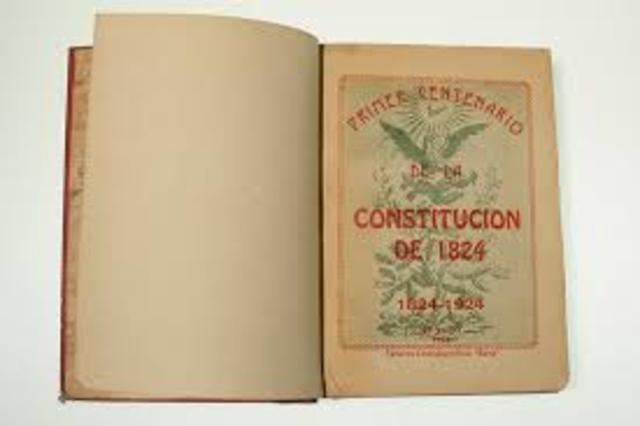 PRIMER CENTENARIO
DE LA
CONSTITUCION
DE 1824
1824-1924